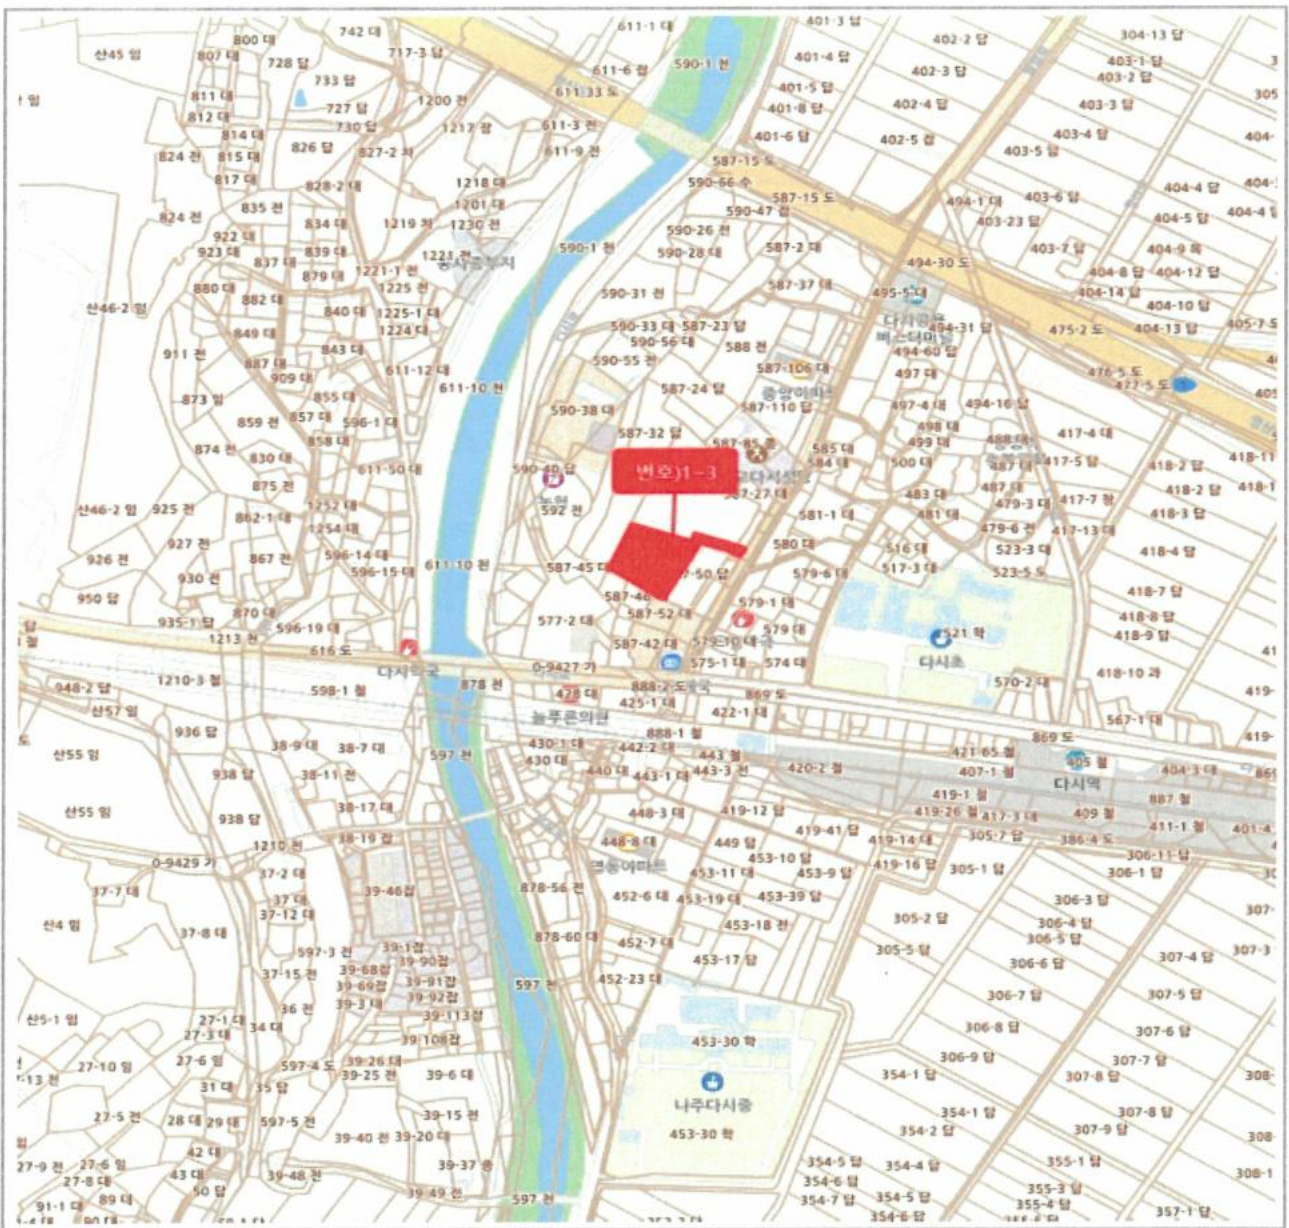 742 대
611-1 대
401-3 답
402-2 답
304-13 답
800 대
717-3 답
산45 임
807 대
728 답
611-6 잡
590-1 천
401-4 답
402-3 답
403-1 답
403-2 답
733 답
611-33 도
401-5 답
811 대
727 답
1200 전
401-8 답
402-4 답
403-3 답
812 대
730 답
1217 잡
611-3 전
401-6 답
402-5 잡
403-4 답
814 대
826 답
827-2 차
611-9 전
403-5 답
824 전
815 대
587-15 도
817 대
828-2 대
1218 대
590-66 수
587-15 도
403-6 답
404-4 답
835 전
1201 대
590-47 잡
494-1 대
824 전
834 대
1219 차
1230 전
590-26 전
403-23 답
404-5 답
922 대
923 대
839 대
590-1 천
590-28 대
587-2 대
403-7 답
404-9 목
837 대
879 대
1221-1 전
1221 전
494-30 도
404-8 답
404-12 답
880 대
1225 전
590-31 전
587-37 대
495-5 대
404-14 답
산46-2 임
882 대
840 대
1225-1 대
404-10 답
849 대
1224 대
590-33 대
587-23 답
494-31 답
475-2 도
404-13 답
843 대
590-56 대
588 전
911 전
887 대
611-12 대
590-55 전
494-60 답
909 대
611-10 천
587-24 답
587-106 대
497 대
476-5 도
477-5 도
1
873 임
855 대
중앙아파트
857 대
596-1 대
590-38 대
587-110 답
497-4 대
494-16 답
859 전
587-32 답
498 대
417-4 대
874 전
858 대
585 대
499 대
830 대
611-50 대
590-40 답
번호)1-3
584 대
500 대
487 대
417-5 답
418-2 답
875 전
587-27 대
483 대
487 대
418-2 답
산46-2 임
925 전
1252 대
592 전
581-1 대
481 대
479-3 대
862-1 대
1254 대
479-6 전
417-13 대
418-3 답
927 전
596-14 대
580 대
516 대
523-3 대
418-4 답
926 전
867 전
611-10 천
587-45 대
517-3 대
930 전
596-15 대
579-6 대
523-5 도
950 답
418-7 답
870 대
587-52 대
579-1 대
418-8 답
935-1 답
577-2 대
579 대
521 학
418-9 답
1213 천
596-19 대
587-42 대
다시초
616 도
다시약국
0-9427 가
575-1 대
574 대
418-10 과
1210-3 철
878 천
888-2 도
570-2 대
948-2 답
598-1 철
428 대
869 도
산57 임
늘푸른의원
425-1 대
422-1 대
567-1 대
936 답
888-1 철
869 도
38-9 대
38-7 대
430-1 대
442-2 대
산55 임
597 천
430 대
443 철
421-65 철
405 철
938 답
38-11 전
440 대
443-1 대
443-3 전
420-2 철
407-1 철
다시역
404-3 대
38-17 대
419-1 철
887 철
산55 임
938 답
448-3 대
419-12 답
419-26 철
417-3 대
409 철
38-19 잡
419-41 답
419-14 대
411-1 철
1210 전
448-8 대
449 답
305-7 답
386-4 도
0-9429 가
영동아파트
453-10 답
419-16 답
306-11 답
37-2 대
453-11 대
453-9 답
305-1 답
306-1 답
37-7 대
39-46잡
878-56 전
37 대
452-6 대
453-19 대
453-39 답
306-3 답
37-12 대
305-2 답
산4 임
453-18 전
306-4 답
37-8 대
878-60 대
306-5 답
597-3 천
39-1잡
452-7 대
305-5 답
307-4 답
39-90잡
453-17 답
306-6 답
37-15 전
39-68잡
39-91잡
452-23 대
39-69잡
597 천
306-7 답
307-5 답
36 전
39-3 대
39-92잡
산5-1 임
27-1 대
39-113잡
306-8 답
307-6 답
27-3 대
34 대
39-108잡
453-30 학
27-6 임
39-26 대
306-9 답
307-7 답
27-10 임
597-4 도
39-25 전
39-6 대
354-1 답
307-8 답
31 대
35 답
나주다시중
27-5 전
39-15 전
354-1 답
307-8 답
28 대
29 대
597-5 천
453-30 학
354-2 답
307-9 답
39-40 전
39-20 대
42 대
27-9 전
27-6 임
354-5 답
354-4 답
355-1 답
43 대
39-48 전
39-37 종
27-8 대
354-6 답
50 답
39-49 전
597 천
354-7 답
354-5 답
355-3 답
91-1 대
89 대
355-4 답
357-1 답
354-6 답